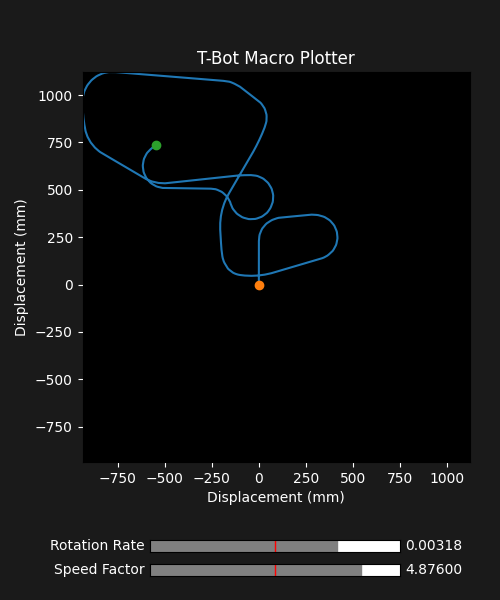 T-Bot Macro Plotter
1000
750
500
250
0
−250
−500
−750
Displacement (mm)
−750 −500 −250 0 250 500 750 1000
Displacement (mm)
Rotation Rate 0.00318
Speed Factor 4.87600